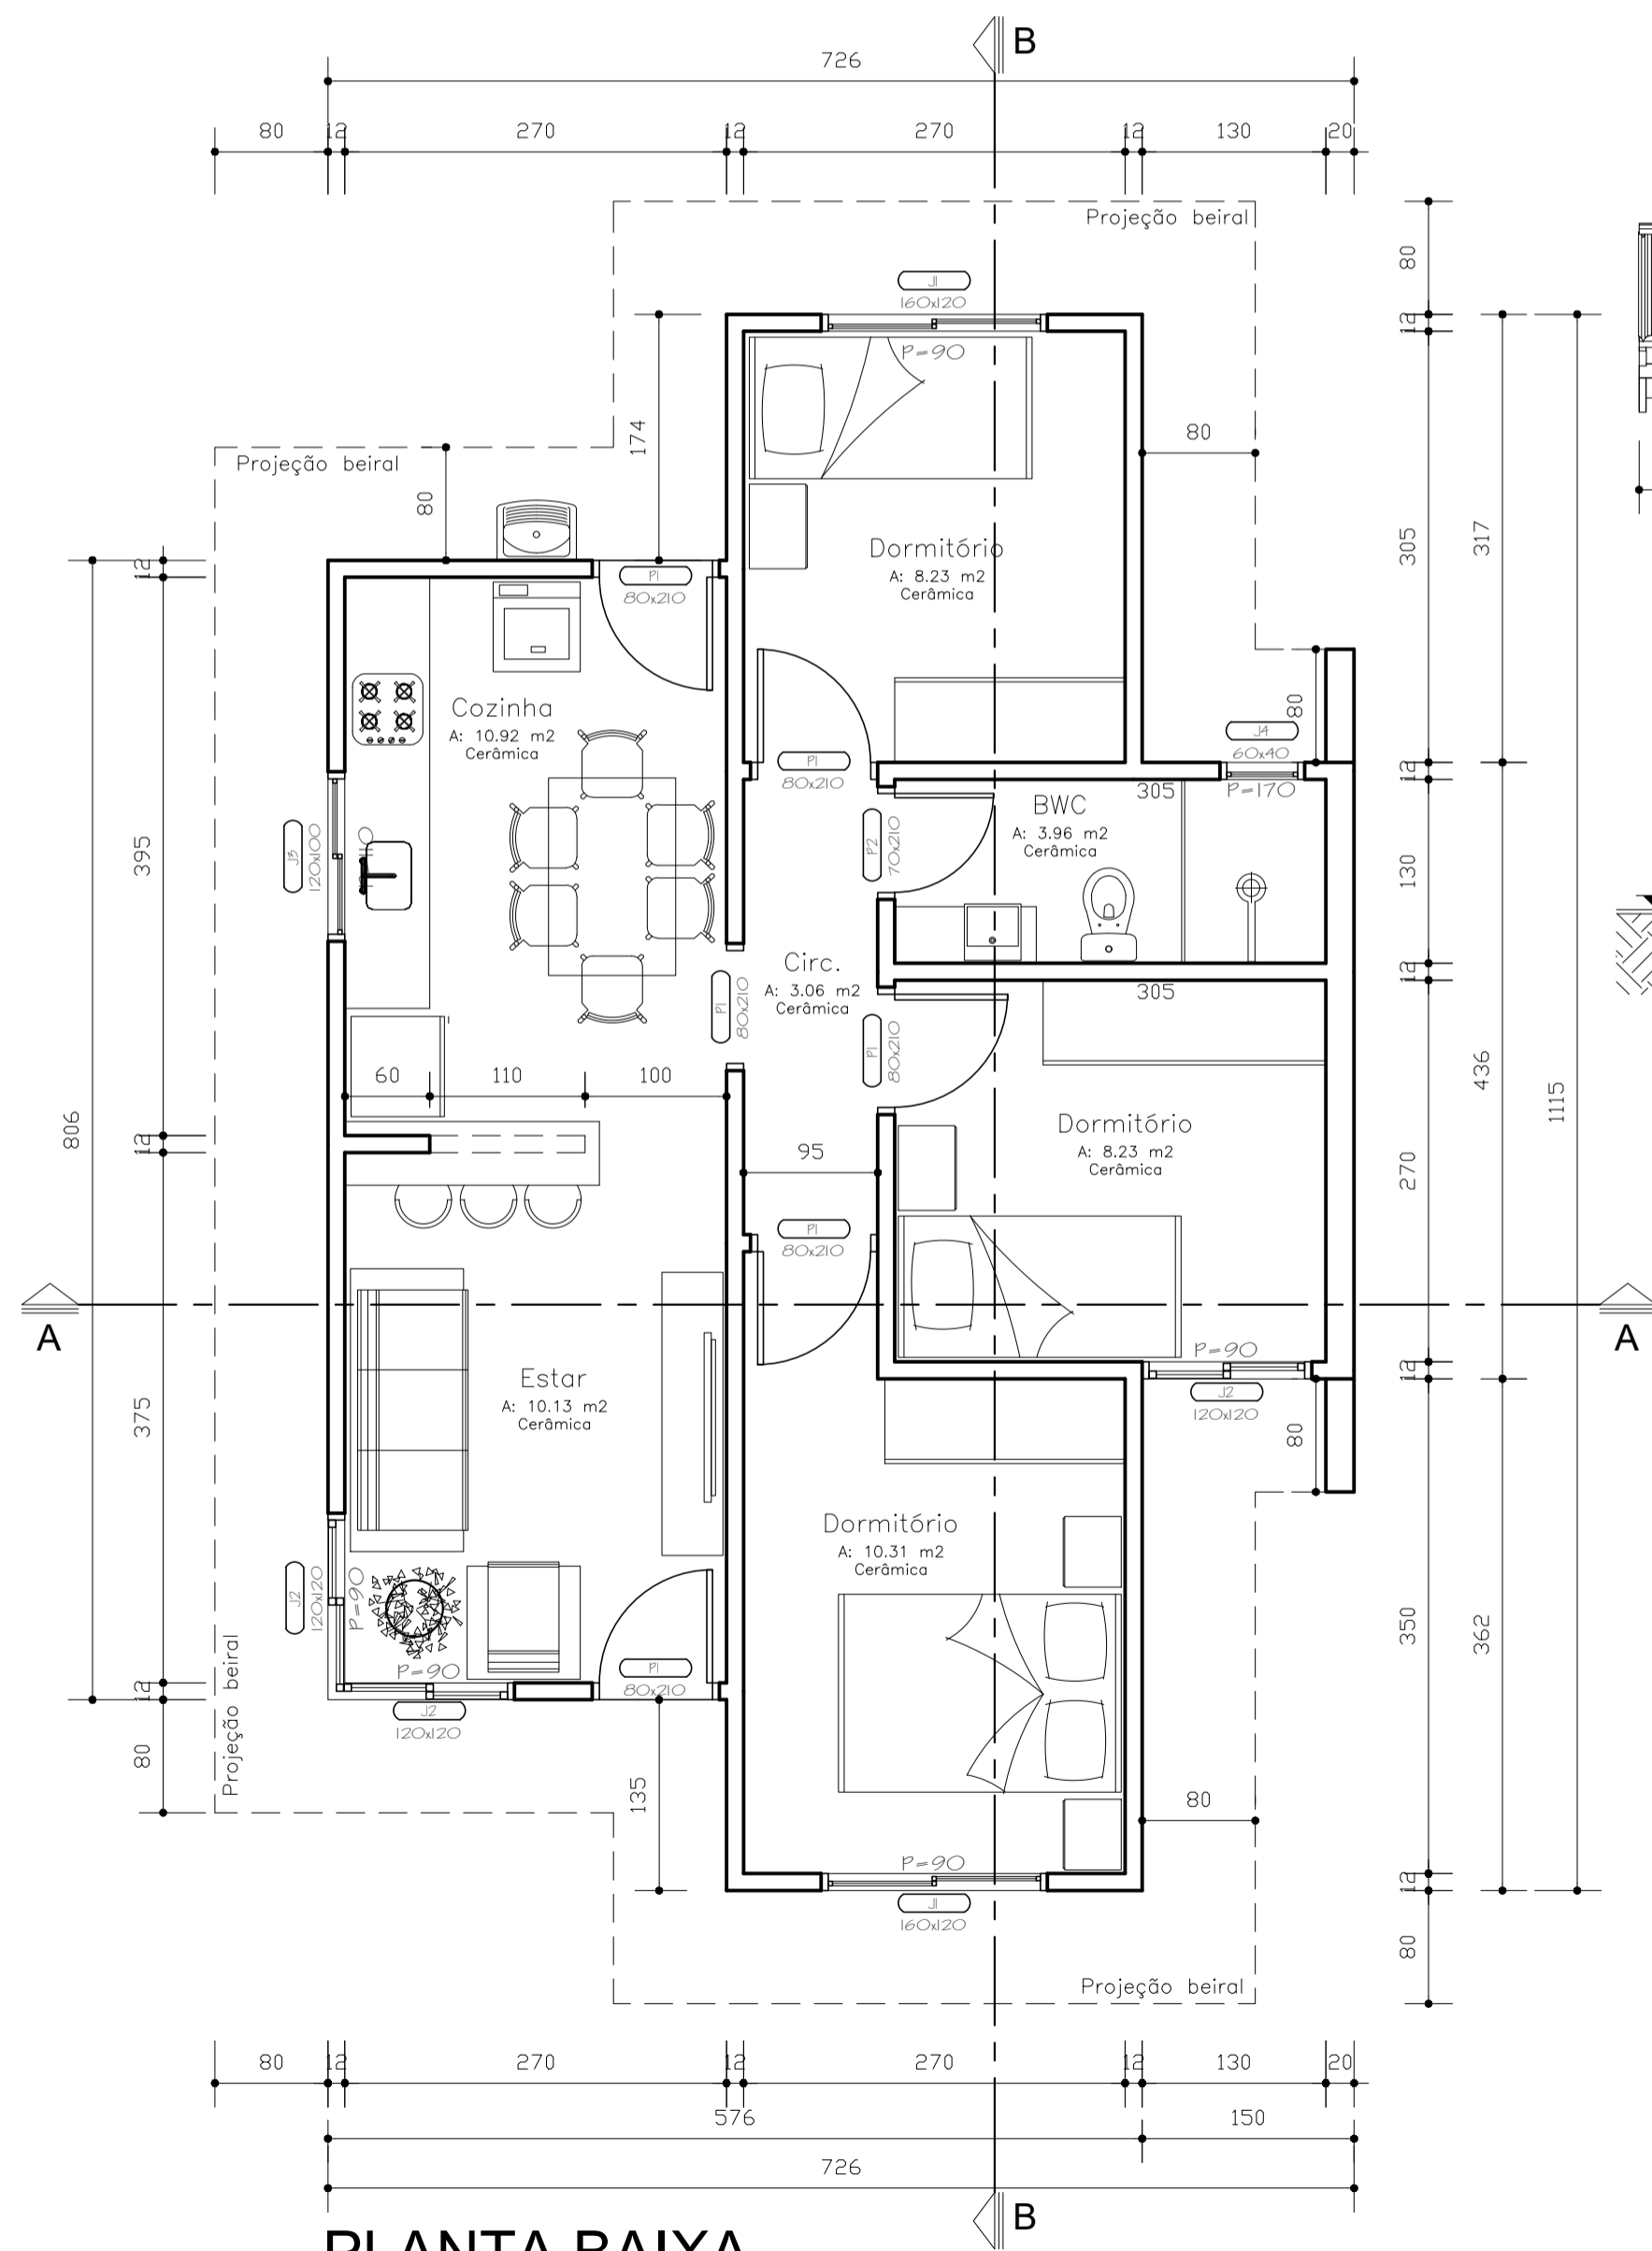 B
726
80 12 270 12 270 12 130 20
Projeção beiral
80
J1
160x120
12
P=90
174
80
Projeção beiral
80
305
317
Dormitório
A: 8.23 m2
Cerâmica
12
P1
80x210
Cozinha
A: 10.92 m2
Cerâmica
80
J4
60x40
P1
80x210
12
305
P=170
BWC
A: 3.96 m2
Cerâmica
P2
70x210
J3
120x100
395
130
Circ.
A: 3.06 m2
Cerâmica
12
305
P1
80x210
P1
80x210
60 110 100
436
1115
806
12
Dormitório
A: 8.23 m2
Cerâmica
95
270
P1
80x210
A
A
P=90
12
J2
120x120
Estar
A: 10.13 m2
Cerâmica
375
80
Dormitório
A: 10.31 m2
Cerâmica
J2
120x120
P=90
350
362
P=90
P1
80x210
12
J2
120x120
Projeção beiral
80
135
80
P=90
12
J1
160x120
80
Projeção beiral
80 12 270 12 270 12 130 20
576 150
726
B
PLANTA BAIXA